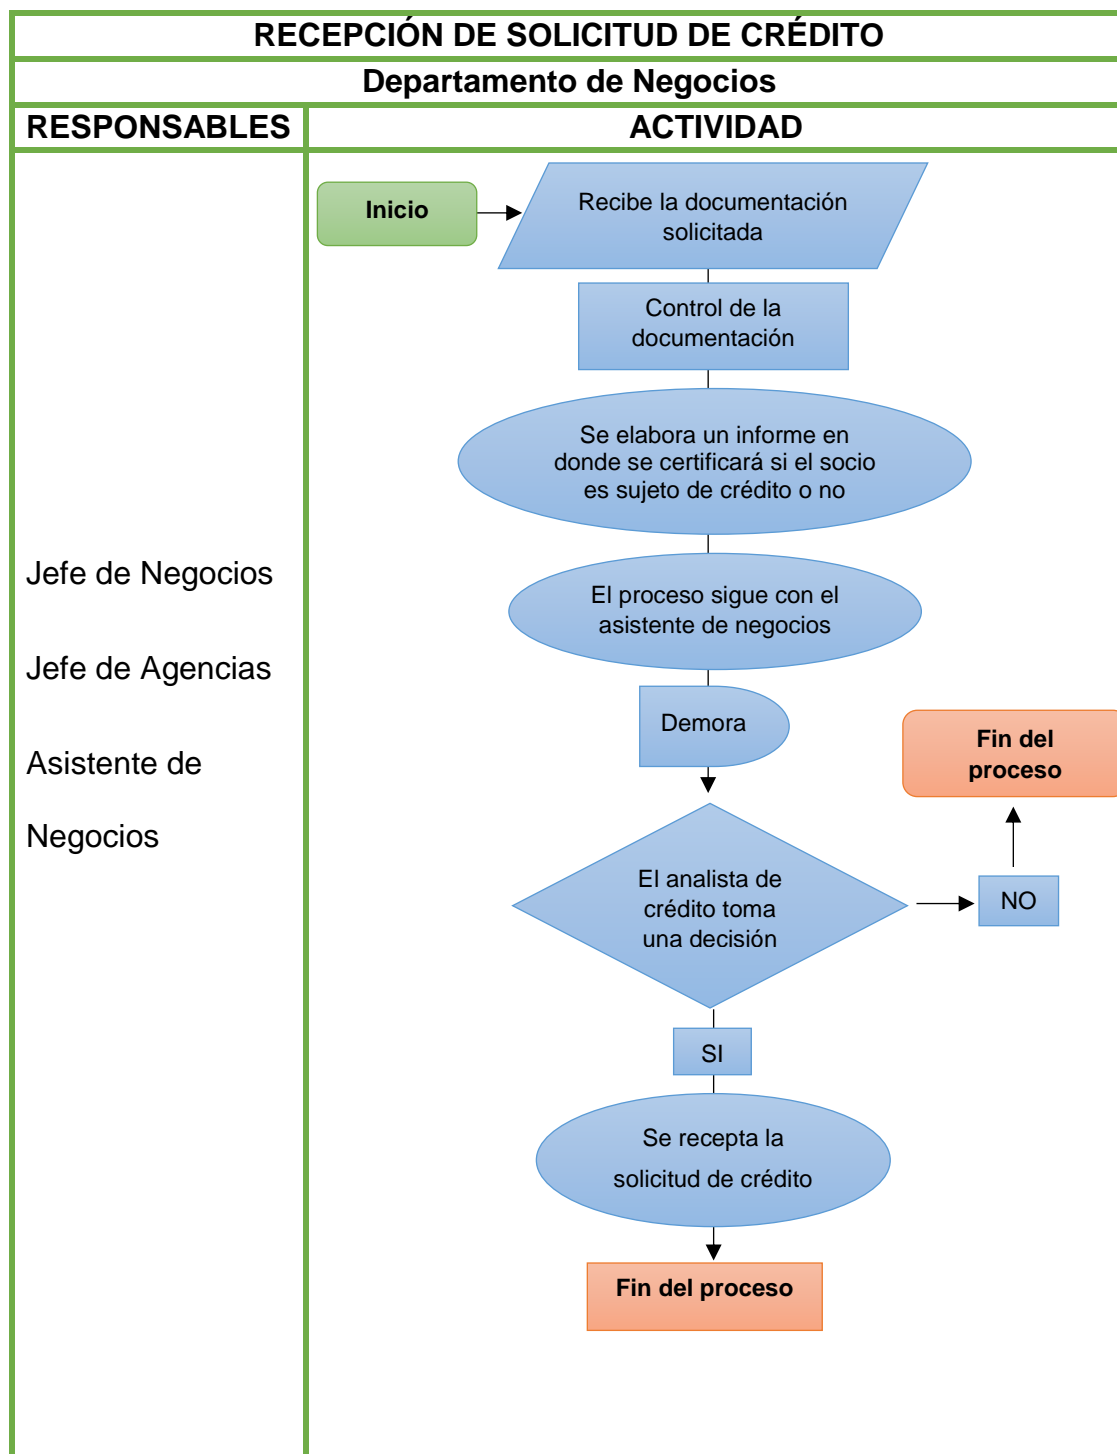 RECEPCIÓN DE SOLICITUD DE CRÉDITO
Departamento de Negocios
RESPONSABLES
ACTIVIDAD
Jefe de Negocios
Jefe de Agencias
Asistente de
Negocios
Inicio
Recibe la documentación
solicitada
Control de la
documentación
Se elabora un informe en
donde se certificará si el socio
es sujeto de crédito o no
El proceso sigue con el
asistente de negocios
Demora
El analista de
crédito toma
una decisión
NO
Fin del
proceso
SI
Se recepta la
solicitud de crédito
Fin del proceso